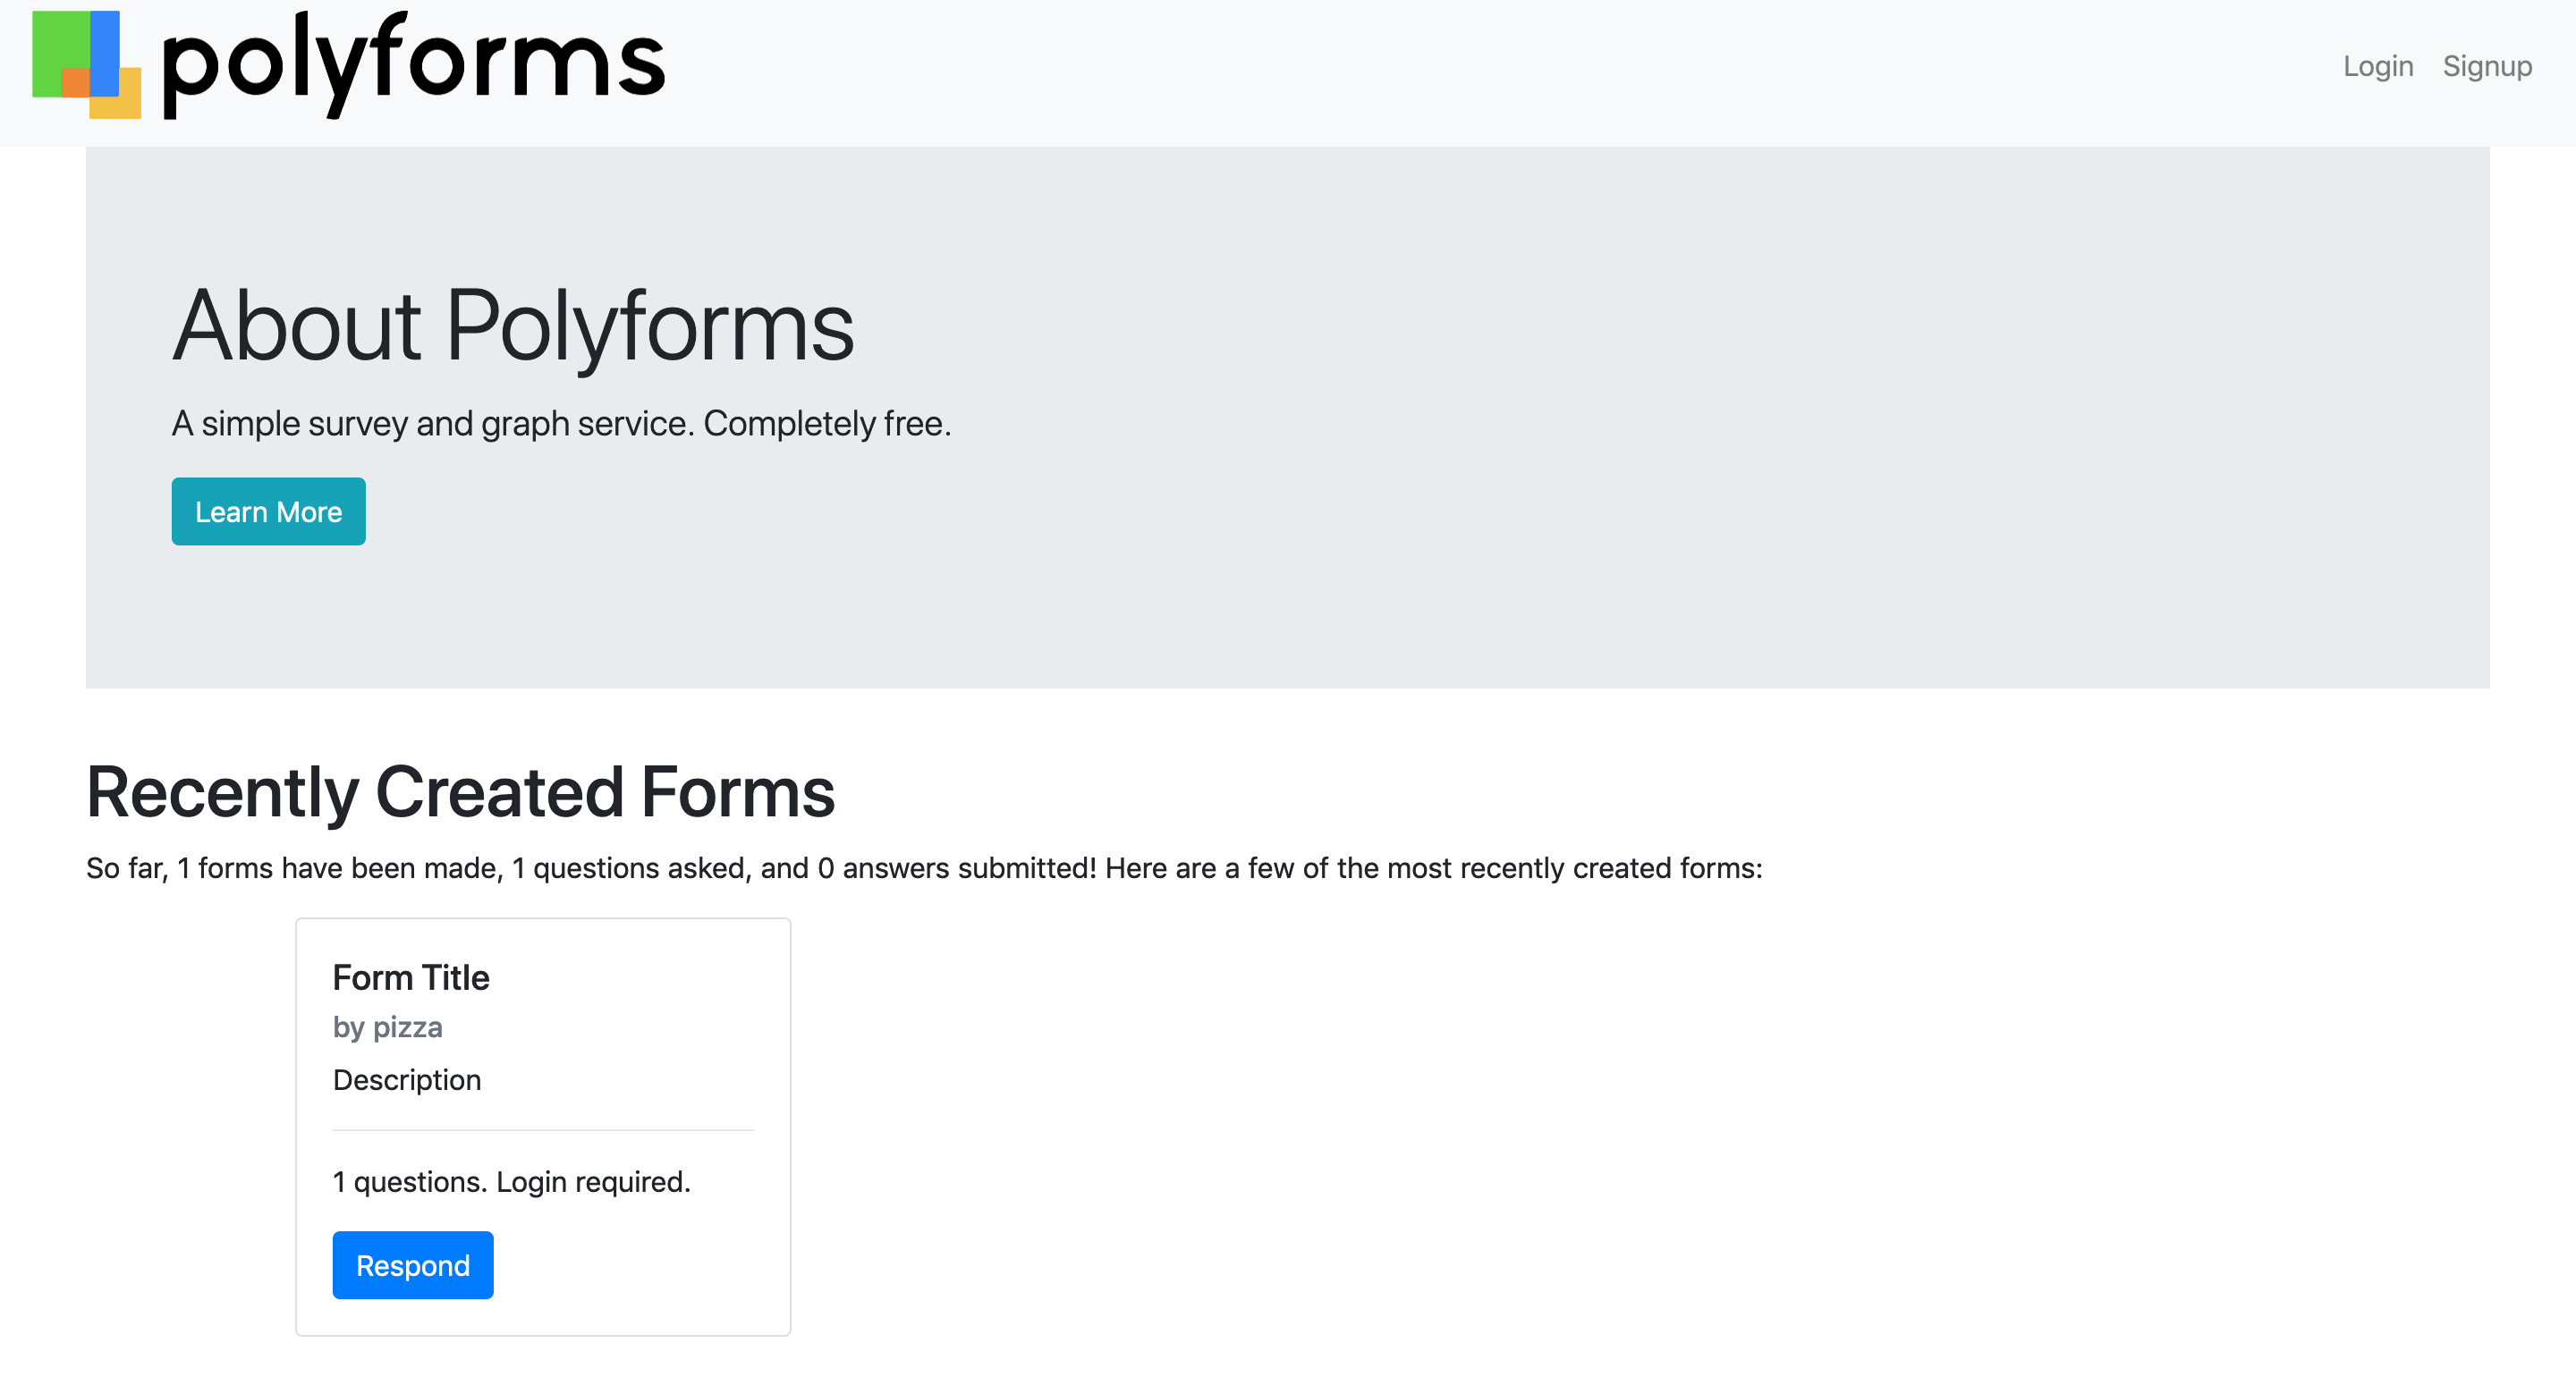 polyforms
Login Signup
About Polyforms
A simple survey and graph service. Completely free.
Learn More
Recently Created Forms
So far, 1 forms have been made, 1 questions asked, and 0 answers submitted! Here are a few of the most recently created forms:
Form Title
by pizza
Description
1 questions. Login required.
Respond